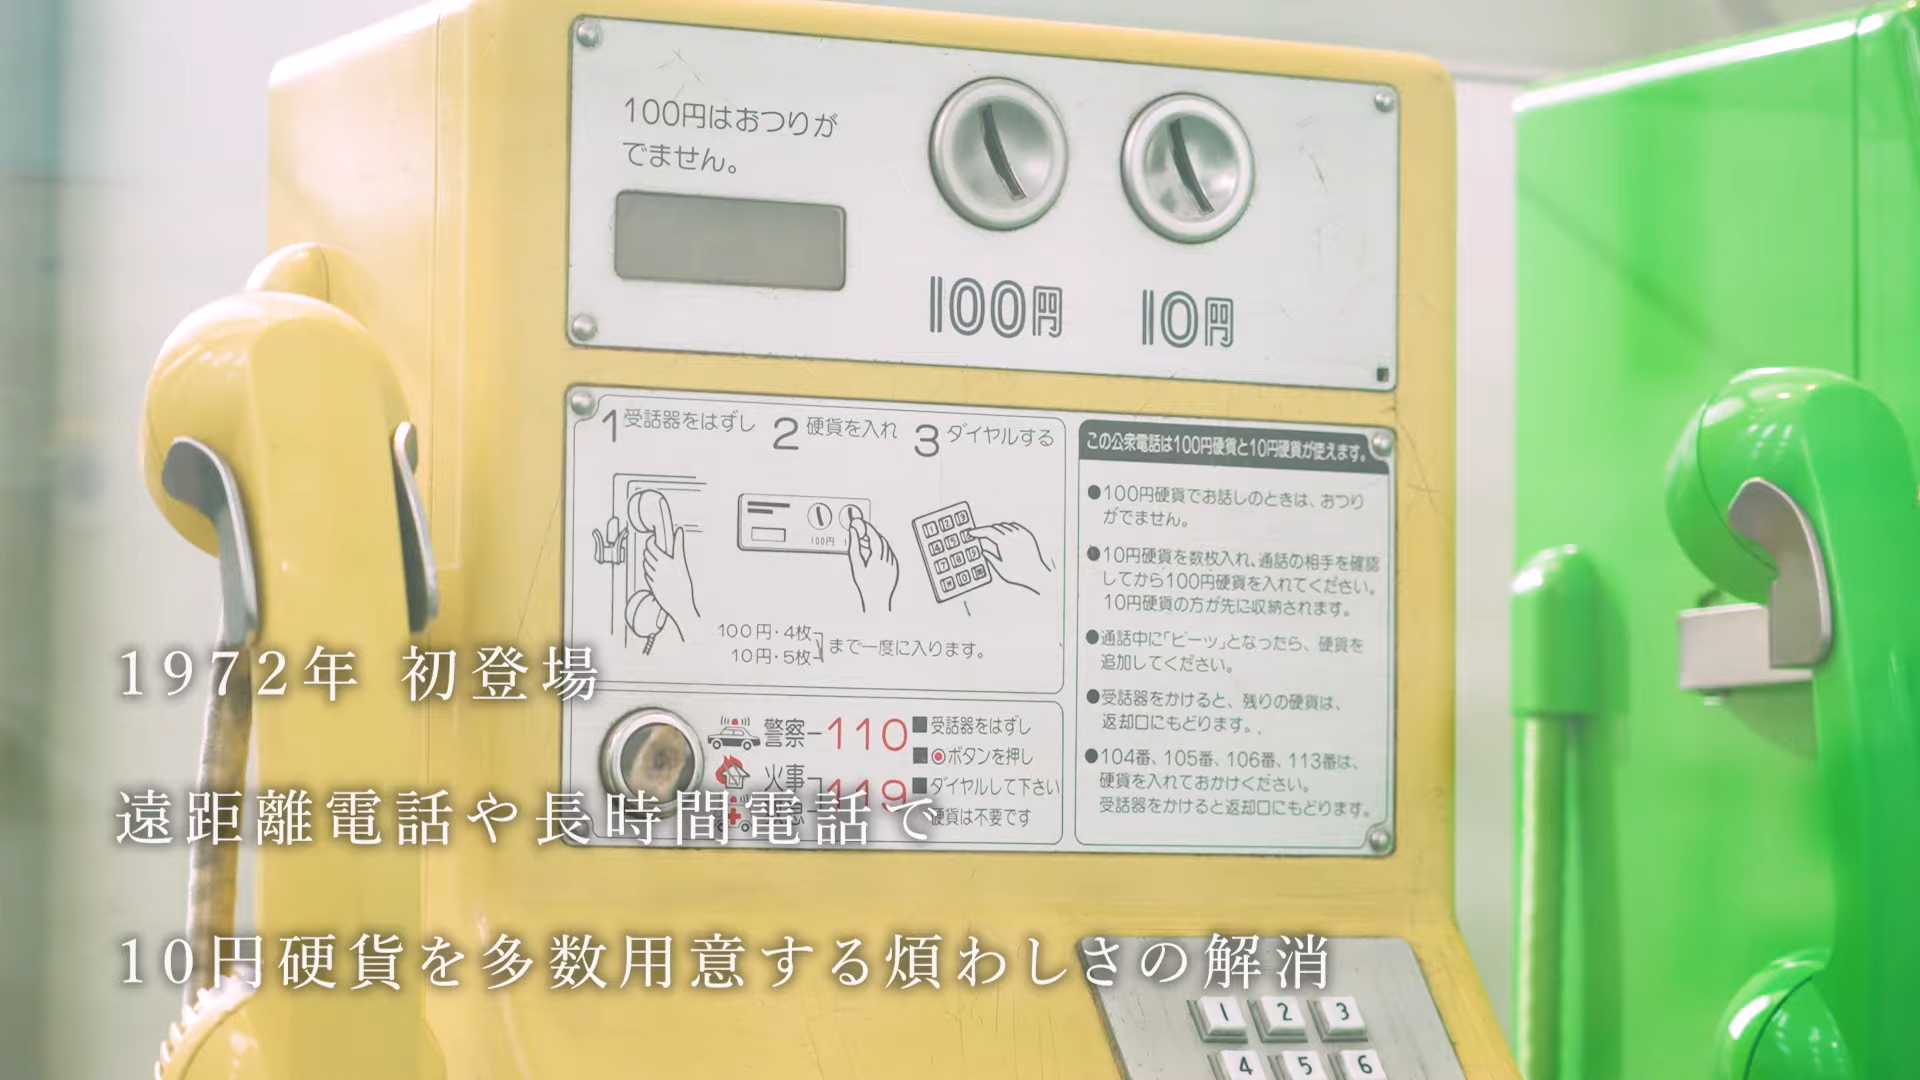 100円はおつりが
でません。
100円
10円
1 受話器をはずし 2 硬貨を入れ 3 ダイヤルする
100円・4枚
10円・5枚
まで一度に入ります。
警察ー110
火事
119
■受話器をはずし
■◉ボタンを押し
■ダイヤルして下さい
硬貨は不要です
この公衆電話は100円硬貨と10円硬貨が使えます。
●100円硬貨でお話しのときは、おつり
がでません。
●10円硬貨を数枚入れ、通話の相手を確認
してから100円硬貨を入れてください。
10円硬貨の方が先に収納されます。
●通話中に「ピーッ」となったら、硬貨を
追加してください。
●受話器をかけると、残りの硬貨は、
返却口にもどります。
●104番、105番、106番、113番は、
硬貨を入れておかけください。
受話器をかけると返却口にもどります。
1972年 初登場
遠距離電話や長時間電話で
10円硬貨を多数用意する煩わしさの解消
1 2 3
4 5 6